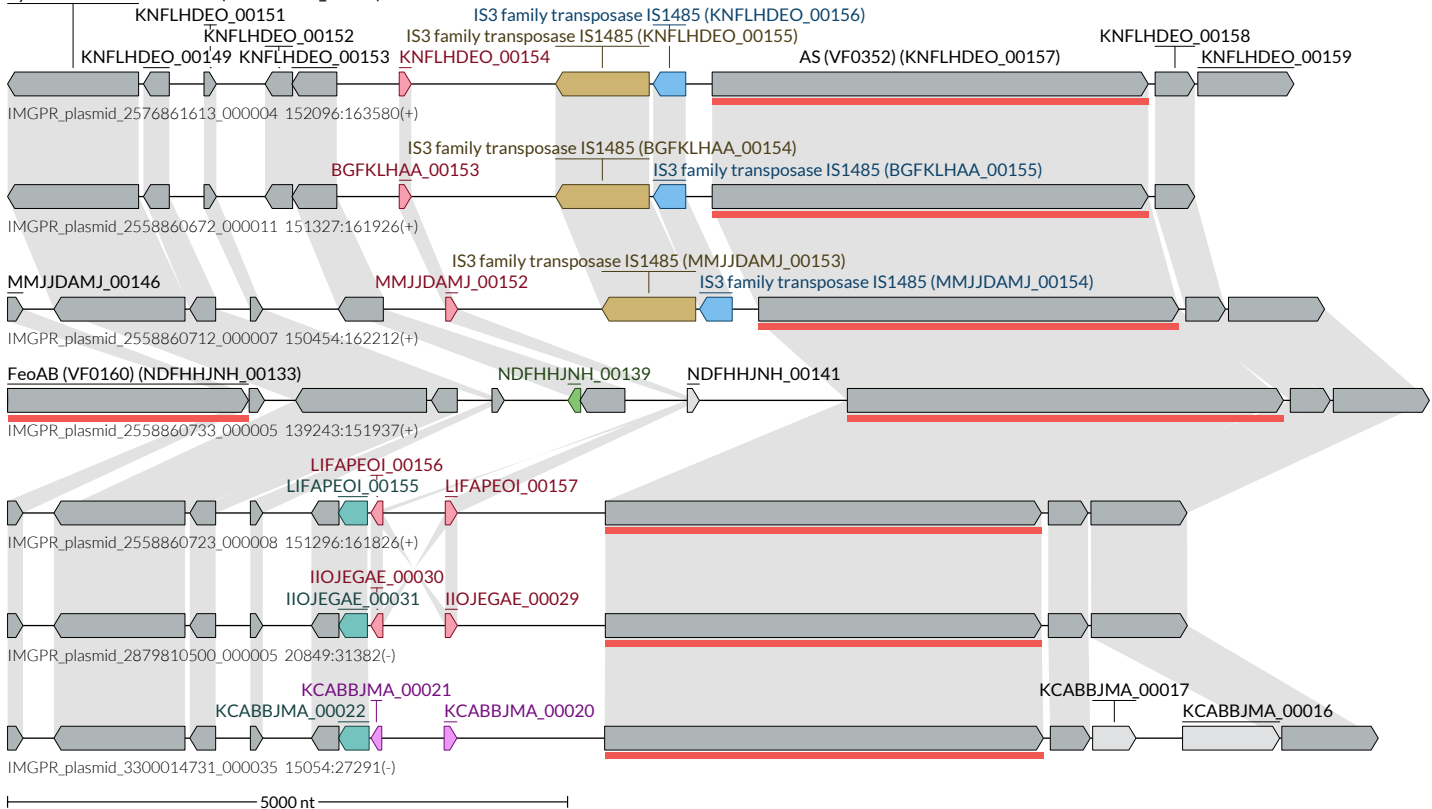 KNFLHDEO_00151
IS3 family transposase IS1485 (KNFLHDEO_00156)
KNFLHDEO_00152
IS3 family transposase IS1485 (KNFLHDEO_00155)
KNFLHDEO_00158
KNFLHDEO_00149
KNFLHDEO_00153
KNFLHDEO_00154
AS (VF0352) (KNFLHDEO_00157)
KNFLHDEO_00159
IMGPR_plasmid_2576861613_000004 152096:163580(+)
IS3 family transposase IS1485 (BGFKLHAA_00154)
BGFKLHAA_00153
IS3 family transposase IS1485 (BGFKLHAA_00155)
IMGPR_plasmid_2558860672_000011 151327:161926(+)
IS3 family transposase IS1485 (MMJJDAMJ_00153)
MMJJDAMJ_00146
MMJJDAMJ_00152
IS3 family transposase IS1485 (MMJJDAMJ_00154)
IMGPR_plasmid_2558860712_000007 150454:162212(+)
FeoAB (VF0160) (NDFHHJNH_00133)
NDFHHJNH_00139
NDFHHJNH_00141
IMGPR_plasmid_2558860733_000005 139243:151937(+)
LIFAPEOI_00156
LIFAPEOI_00155
LIFAPEOI_00157
IMGPR_plasmid_2558860723_000008 151296:161826(+)
IIOJEGAE_00030
IIOJEGAE_00031
IIOJEGAE_00029
IMGPR_plasmid_2879810500_000005 20849:31382(-)
KCABBJMA_00021
KCABBJMA_00017
KCABBJMA_00022
KCABBJMA_00020
KCABBJMA_00016
IMGPR_plasmid_3300014731_000035 15054:27291(-)
5000 nt